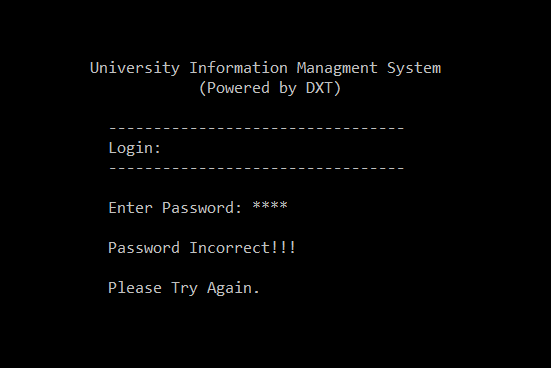 University Information Managment System
(Powered by DXT)
---------------------------------
Login:
---------------------------------
Enter Password: ****
Password Incorrect!!!
Please Try Again.